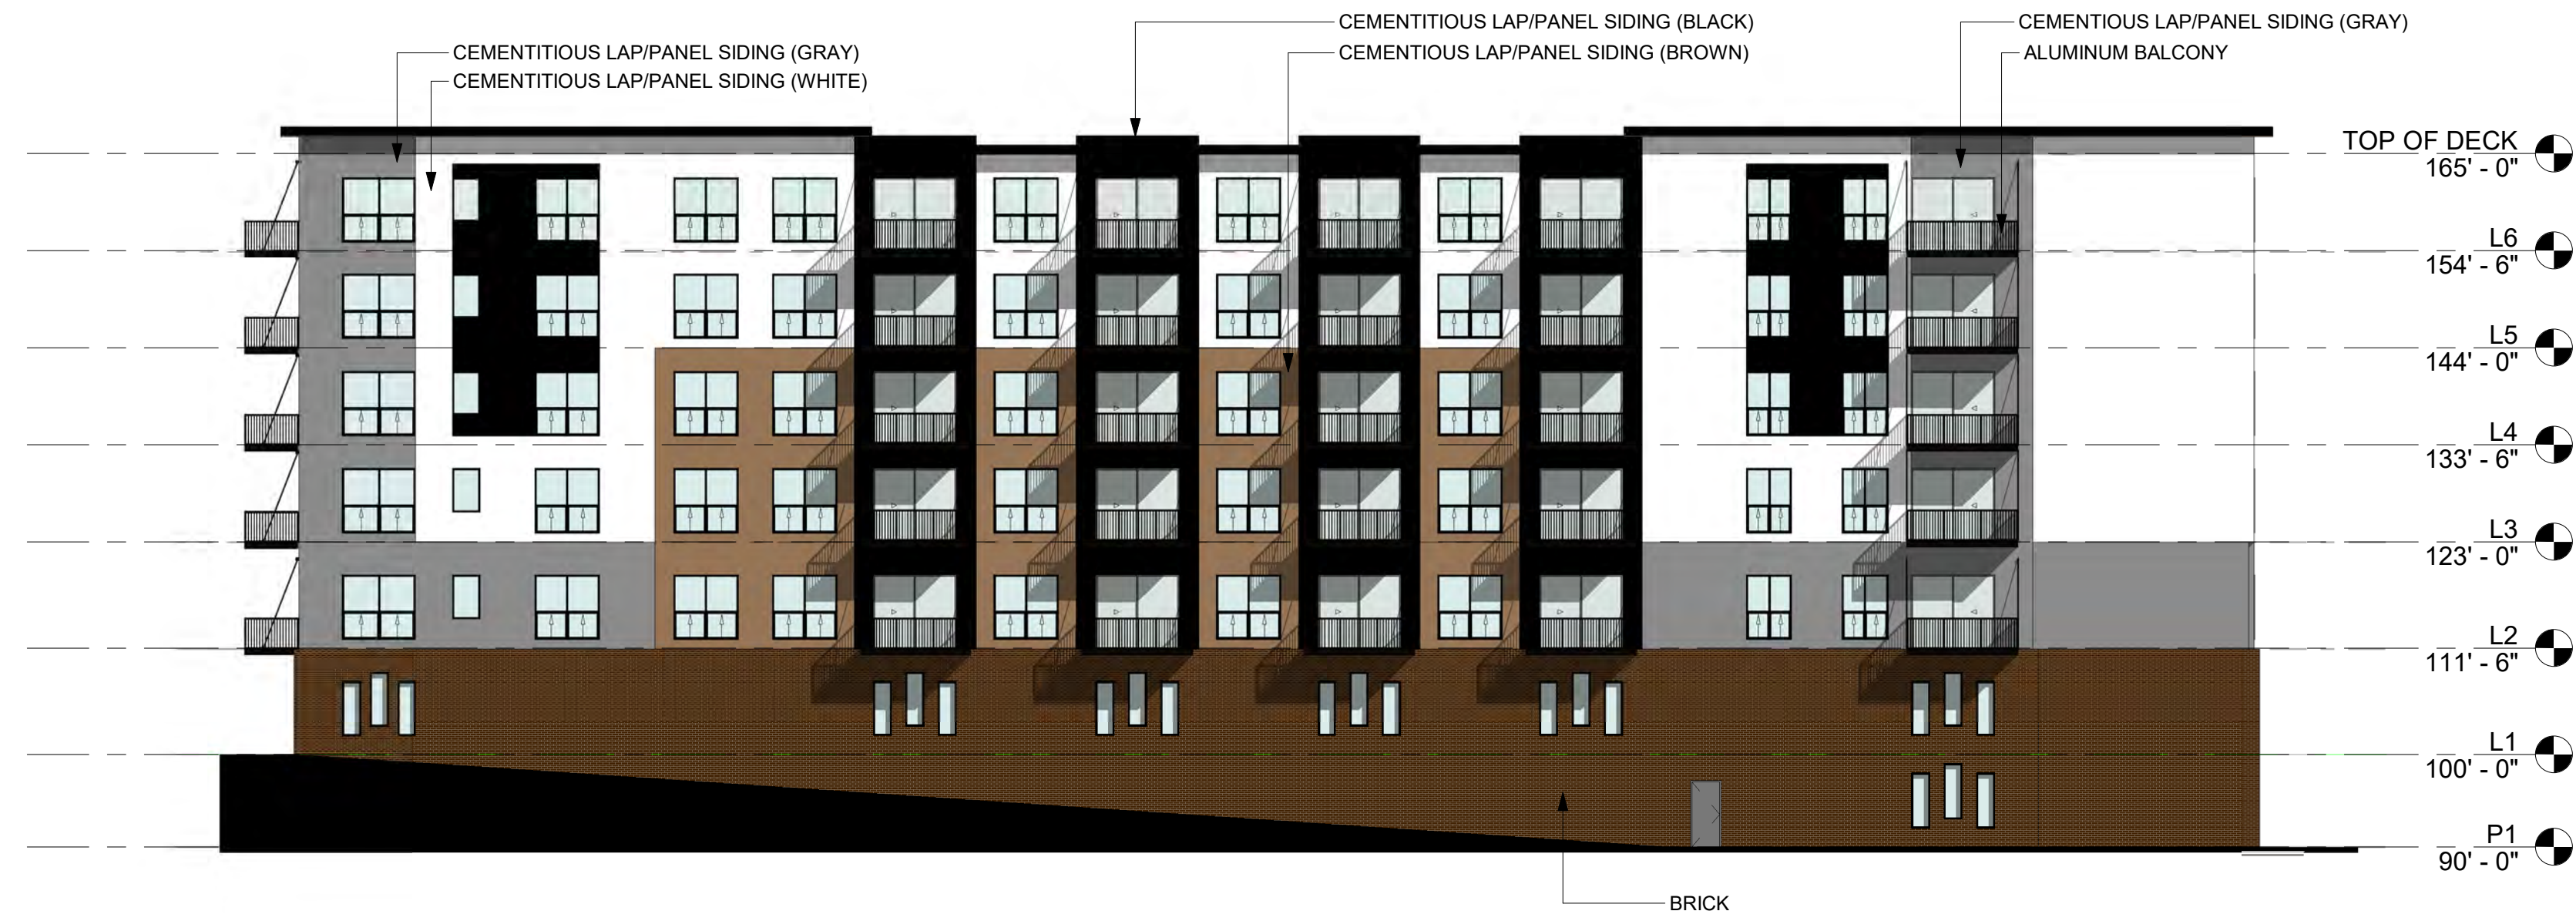 CEMENTITIOUS LAP/PANEL SIDING (BLACK)
CEMENTIOUS LAP/PANEL SIDING (GRAY)
CEMENTITIOUS LAP/PANEL SIDING (GRAY)
CEMENTIOUS LAP/PANEL SIDING (BROWN)
ALUMINUM BALCONY
CEMENTITIOUS LAP/PANEL SIDING (WHITE)
TOP OF DECK
165' - 0"
L6
154' - 6"
L5
144' - 0"
L4
133' - 6"
L3
123' - 0"
L2
111' - 6"
L1
100' - 0"
P1
90' - 0"
BRICK